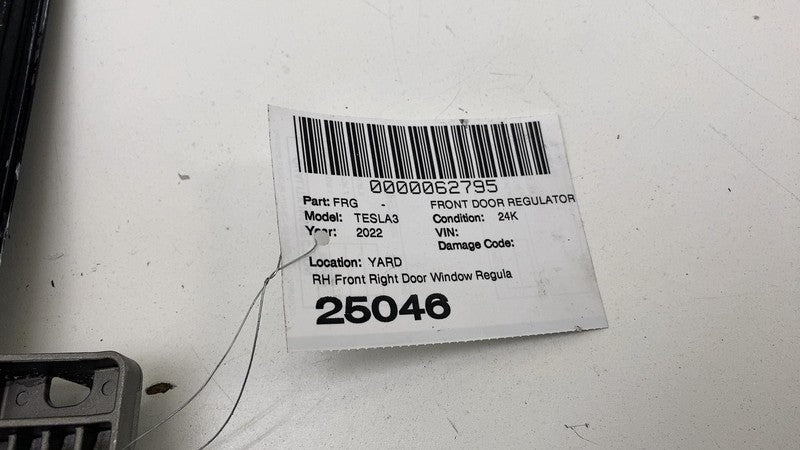 0000062795
Part: FRG - FRONT DOOR REGULATOR
Model: TESLA3 Condition: 24K
Year: 2022 VIN:
Damage Code:
Location: YARD
RH Front Right Door Window Regula
25046